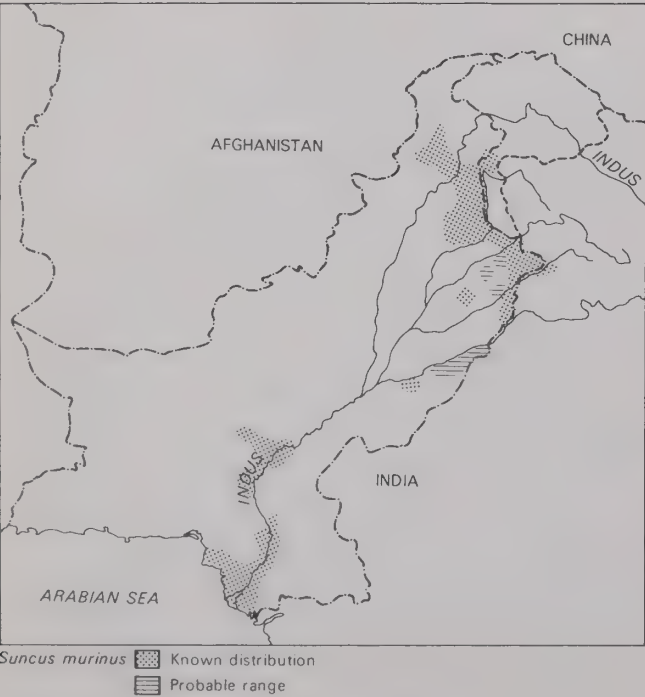 CHINA
AFGHANISTAN
INDUS
INDIA
INDUS
ARABIAN SEA
Suncus murinus Known distribution
Probable range